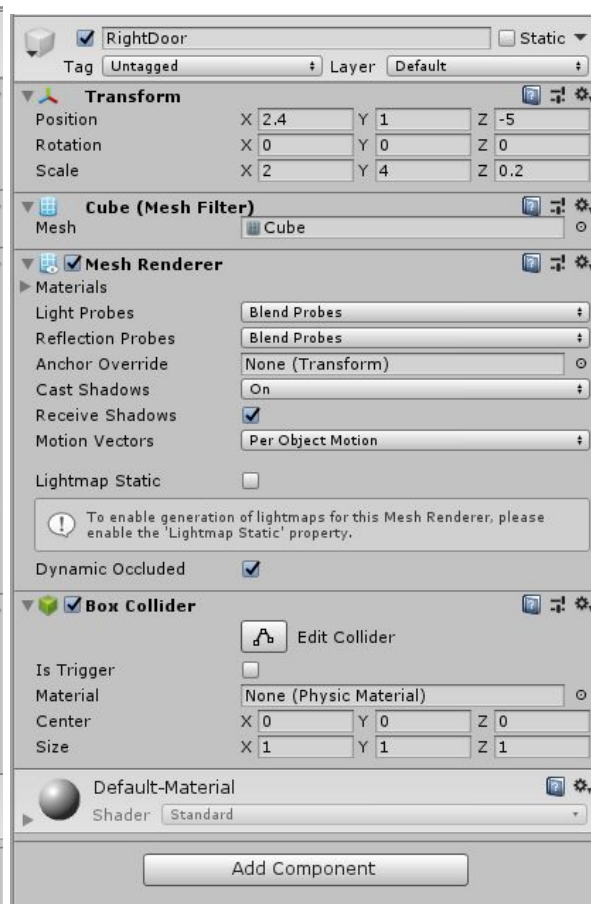 RightDoor Static
Tag Untagged Layer Default
Transform
Position X 2.4 Y 1 Z -5
Rotation X 0 Y 0 Z 0
Scale X 2 Y 4 Z 0.2
Cube (Mesh Filter)
Mesh Cube
Mesh Renderer
Materials
Light Probes Blend Probes
Reflection Probes Blend Probes
Anchor Override None (Transform)
Cast Shadows On
Receive Shadows
Motion Vectors Per Object Motion
Lightmap Static
To enable generation of lightmaps for this Mesh Renderer, please
enable the 'Lightmap Static' property.
Dynamic Occluded
Box Collider
Edit Collider
Is Trigger
Material None (Physic Material)
Center X 0 Y 0 Z 0
Size X 1 Y 1 Z 1
Default-Material
Shader Standard
Add Component